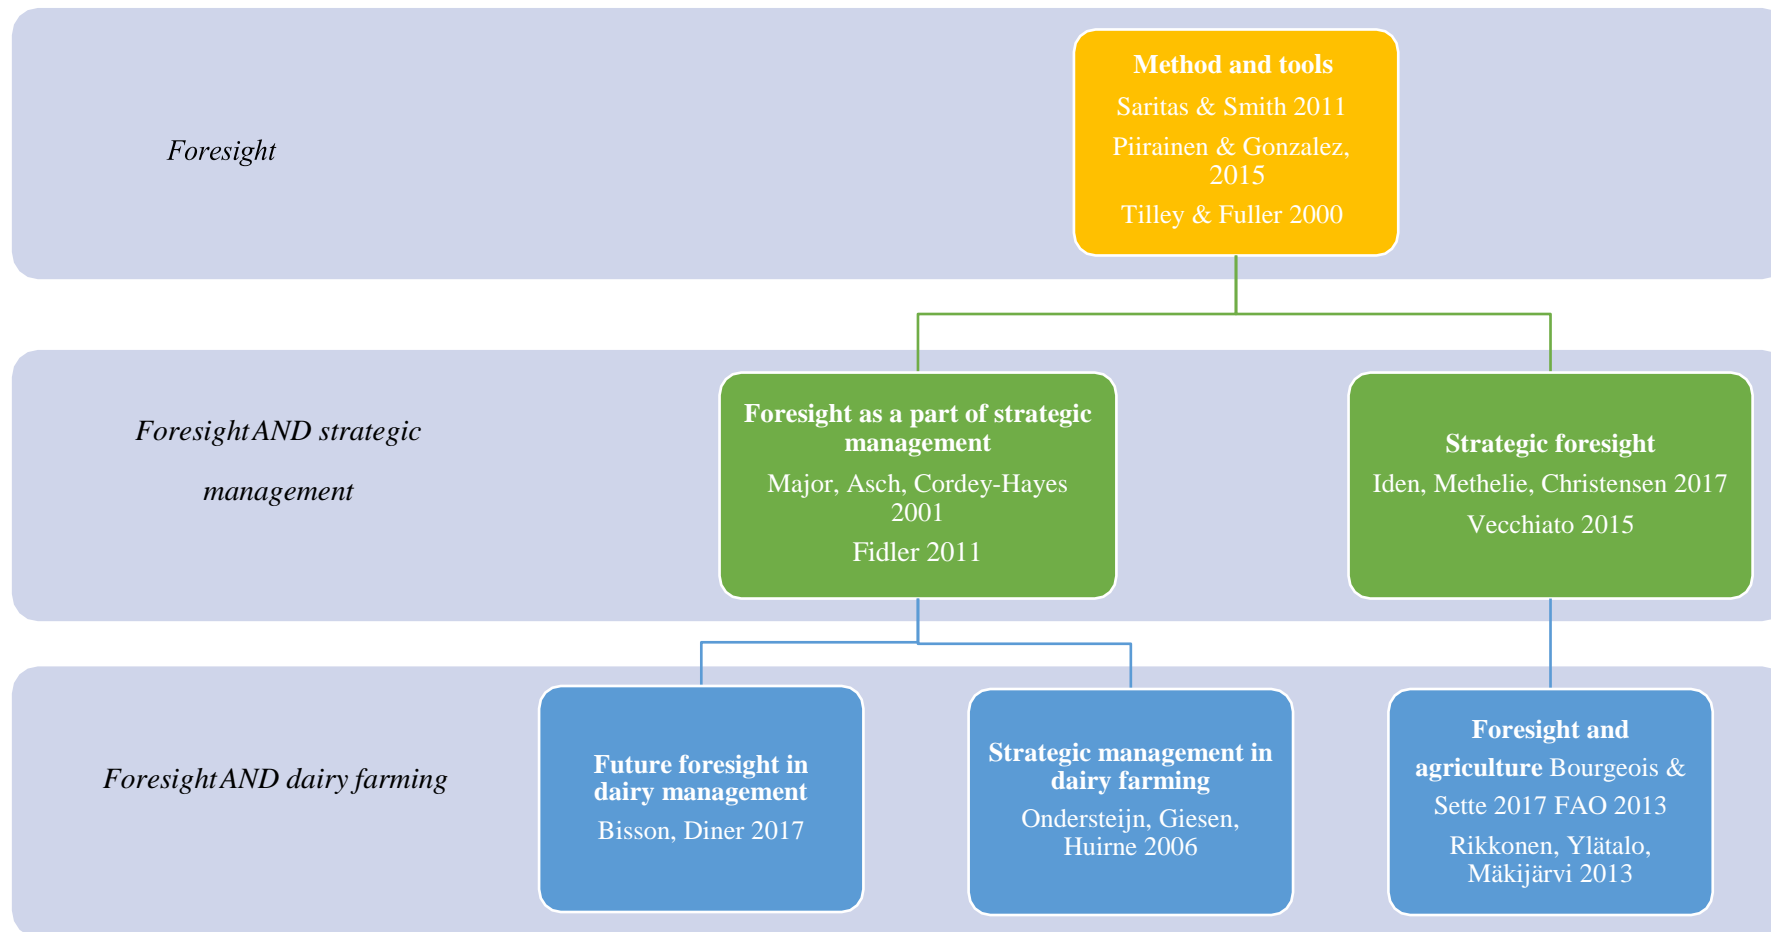 Foresight
Method and tools
Saritas & Smith 2011
Piirainen & Gonzalez,
2015
Tilley & Fuller 2000
Foresight AND strategic
management
Foresight as a part of strategic
management
Major, Asch, Cordey-Hayes
2001
Fidler 2011
Strategic foresight
Iden, Methelie, Christensen 2017
Vecchiato 2015
Foresight AND dairy farming
Future foresight in
dairy management
Bisson, Diner 2017
Strategic management in
dairy farming
Ondersteijn, Giesen,
Huirne 2006
Foresight and
agriculture Bourgeois &
Sette 2017 FAO 2013
Rikkonen, Ylätalo,
Mäkijärvi 2013